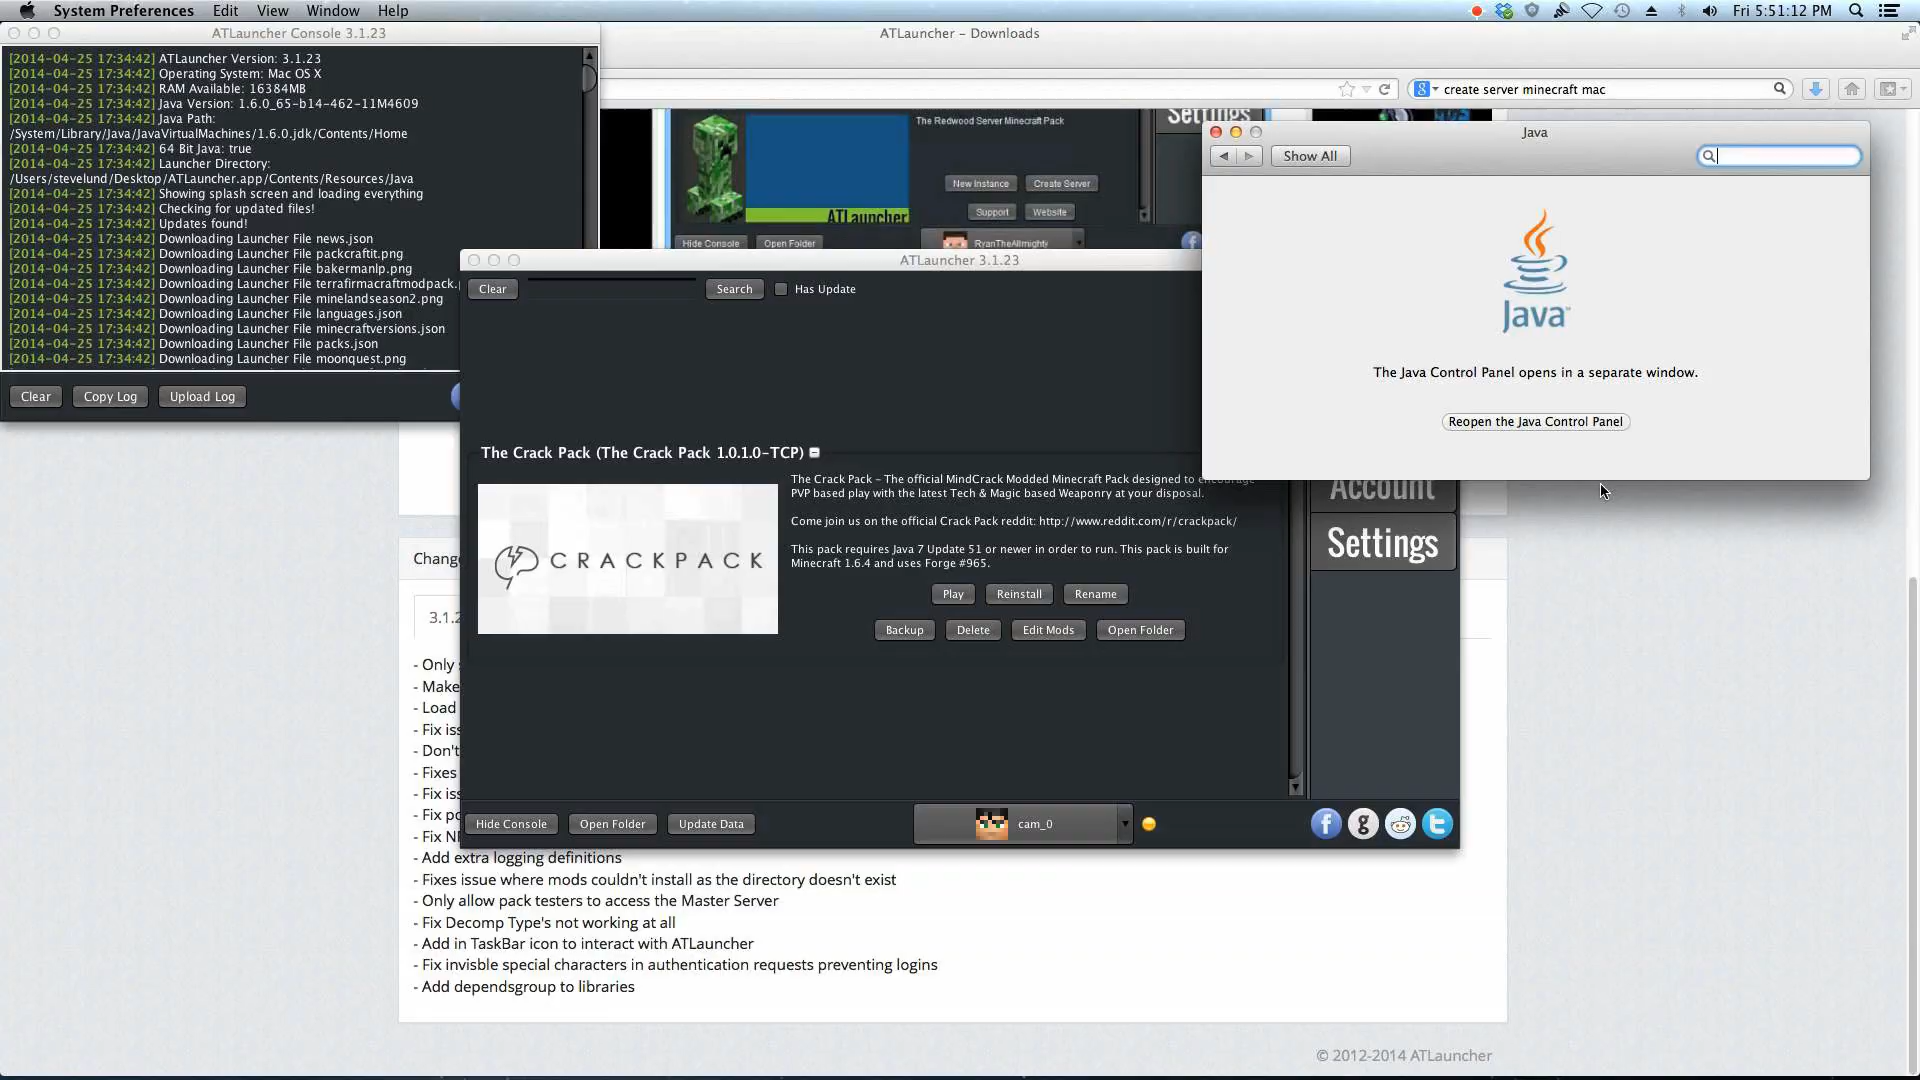 System Preferences Edit View Window Help
Fri 5:51:12 PM
ATLauncher Console 3.1.23
[2014-04-25 17:34:42] ATLauncher Version: 3.1.23
[2014-04-25 17:34:42] Operating System: Mac OS X
[2014-04-25 17:34:42] RAM Available: 16384MB
[2014-04-25 17:34:42] Java Version: 1.6.0_65-b14-462-11M4609
[2014-04-25 17:34:42] Java Path:
/System/Library/Java/JavaVirtualMachines/1.6.0.jdk/Contents/Home
[2014-04-25 17:34:42] 64 Bit Java: true
[2014-04-25 17:34:42] Launcher Directory:
/Users/stevelund/Desktop/ATLauncher.app/Contents/Resources/Java
[2014-04-25 17:34:42] Showing splash screen and loading everything
[2014-04-25 17:34:42] Checking for updated files!
[2014-04-25 17:34:42] Updates found!
[2014-04-25 17:34:42] Downloading Launcher File news.json
[2014-04-25 17:34:42] Downloading Launcher File packcraftit.png
[2014-04-25 17:34:42] Downloading Launcher File bakermanlp.png
[2014-04-25 17:34:42] Downloading Launcher File terrafirmacraftmodpack.
[2014-04-25 17:34:42] Downloading Launcher File minelandseason2.png
[2014-04-25 17:34:42] Downloading Launcher File languages.json
[2014-04-25 17:34:42] Downloading Launcher File minecraftversions.json
[2014-04-25 17:34:42] Downloading Launcher File packs.json
[2014-04-25 17:34:42] Downloading Launcher File moonquest.png
Clear Copy Log Upload Log
ATLauncher - Downloads
create server minecraft mac
The Redwood Server Minecraft Pack
Settings
New Instance Create Server
Support Website
ATLauncher
Hide Console Open Folder RyanTheAllmighty
Java
Show All
Java
The Java Control Panel opens in a separate window.
Reopen the Java Control Panel
ATLauncher 3.1.23
Clear Search Has Update
The Crack Pack (The Crack Pack 1.0.1.0-TCP)
CRACKPACK
The Crack Pack - The official MindCrack Modded Minecraft Pack designed to encourage
PVP based play with the latest Tech & Magic based Weaponry at your disposal.
Come join us on the official Crack Pack reddit: http://www.reddit.com/r/crackpack/
This pack requires Java 7 Update 51 or newer in order to run. This pack is built for
Minecraft 1.6.4 and uses Forge #965.
Play Reinstall Rename
Backup Delete Edit Mods Open Folder
Account
Settings
Hide Console Open Folder Update Data
cam_0
Change
3.1.2
- Only
- Make
- Load
- Fix iss
- Don't
- Fixes
- Fix iss
- Fix po
- Fix NP
- Add extra logging definitions
- Fixes issue where mods couldn't install as the directory doesn't exist
- Only allow pack testers to access the Master Server
- Fix Decomp Type's not working at all
- Add in TaskBar icon to interact with ATLauncher
- Fix invisble special characters in authentication requests preventing logins
- Add dependsgroup to libraries
© 2012-2014 ATLauncher